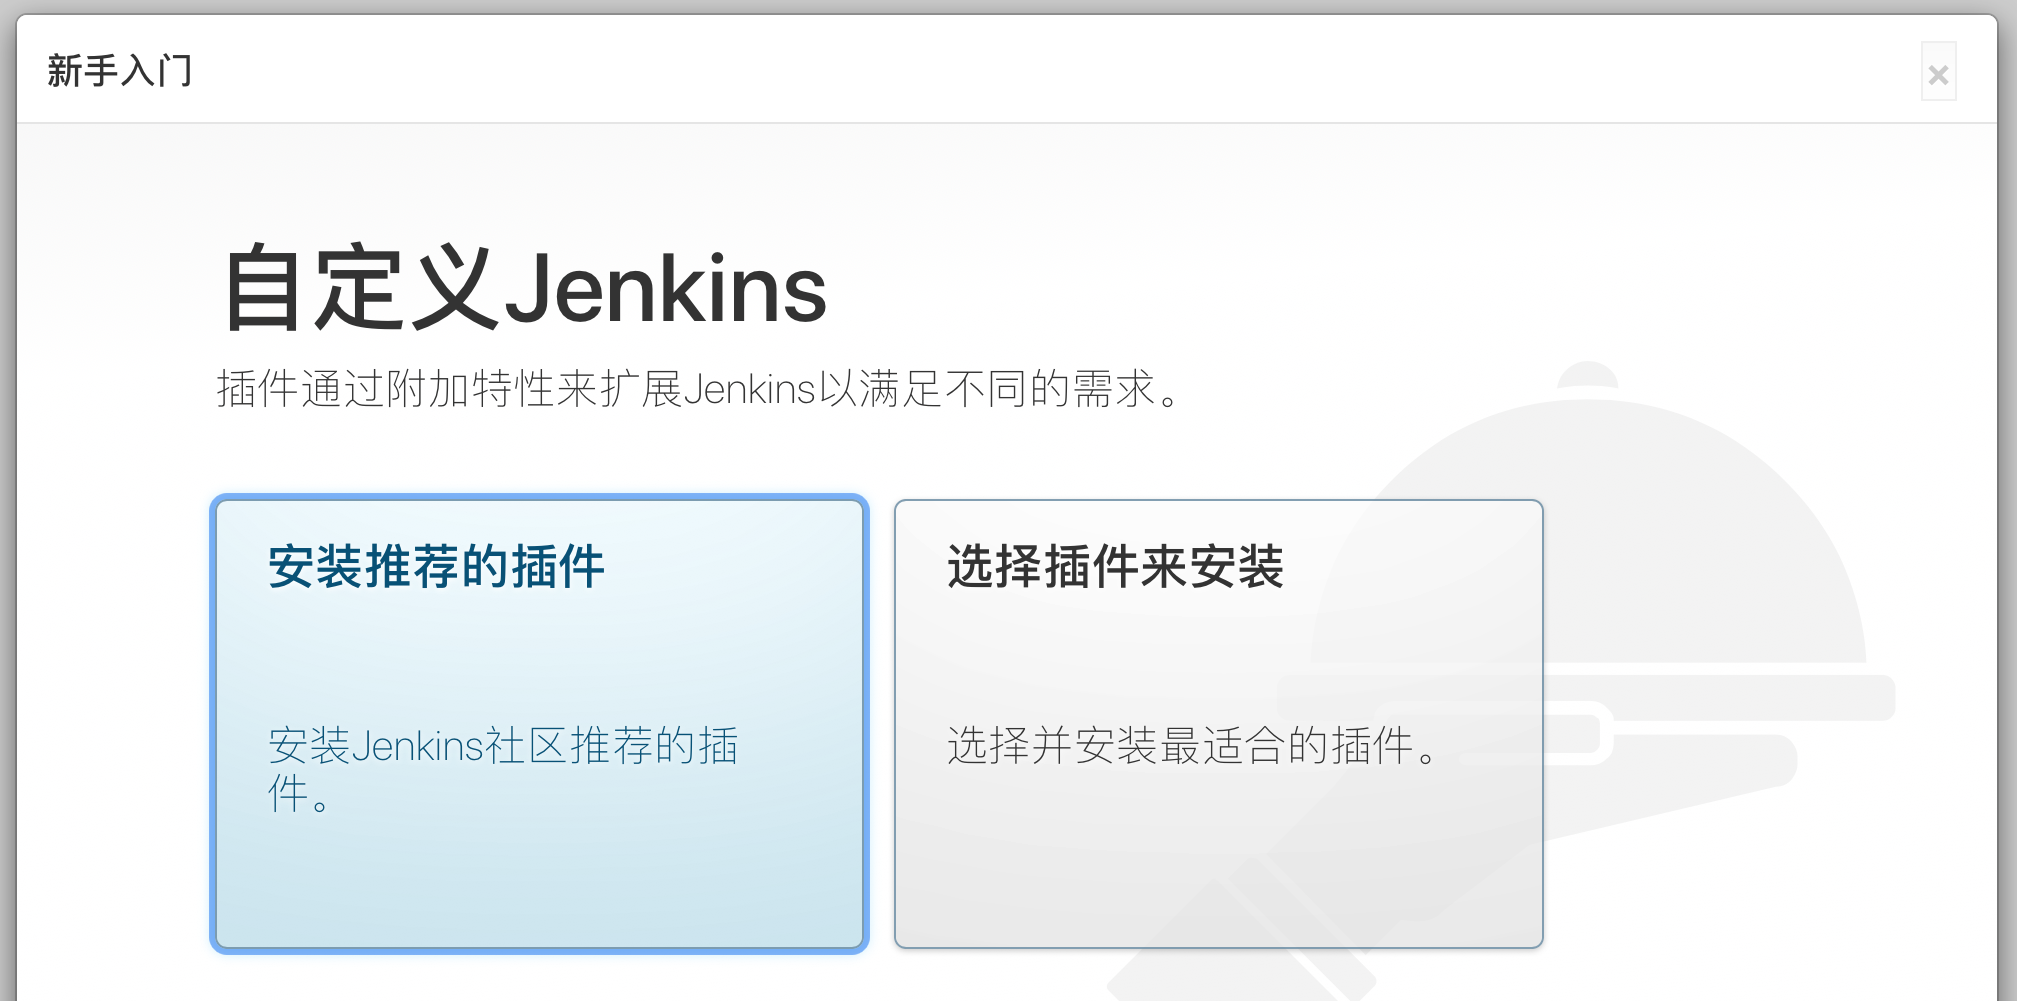 新手入门
×
自定义Jenkins
插件通过附加特性来扩展Jenkins以满足不同的需求。
安装推荐的插件
安装Jenkins社区推荐的插
件。
选择插件来安装
选择并安装最适合的插件。